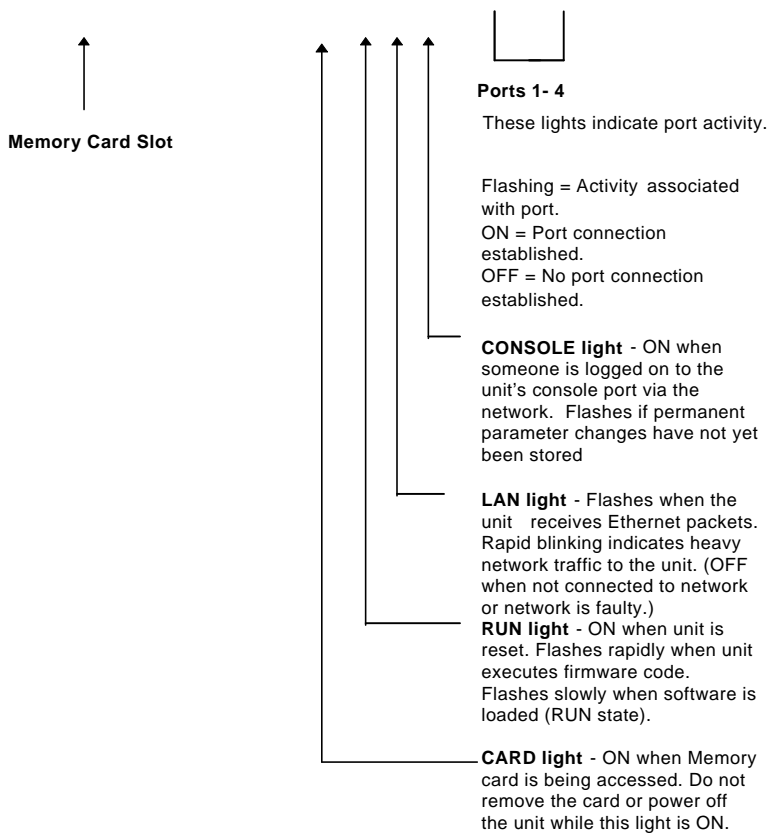 Ports 1- 4
These lights indicate port activity.
Memory Card Slot
Flashing = Activity associated
with port.
ON = Port connection
established.
OFF = No port connection
established.
CONSOLE light - ON when
someone is logged on to the
unit's console port via the
network. Flashes if permanent
parameter changes have not yet
been stored
LAN light - Flashes when the
unit receives Ethernet packets.
Rapid blinking indicates heavy
network traffic to the unit. (OFF
when not connected to network
or network is faulty.)
RUN light - ON when unit is
reset. Flashes rapidly when unit
executes firmware code.
Flashes slowly when software is
loaded (RUN state).
CARD light - ON when Memory
card is being accessed. Do not
remove the card or power off
the unit while this light is ON.